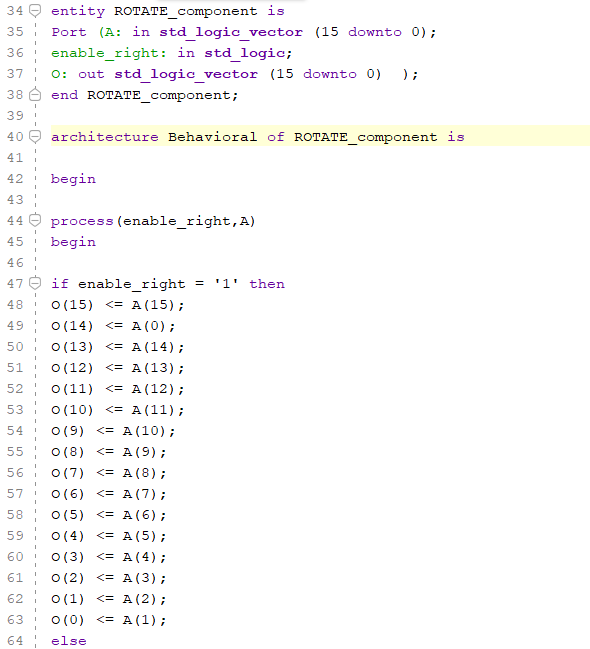 34 entity ROTATE_component is
35 Port (A: in std_logic_vector (15 downto 0);
36 enable_right: in std_logic;
37 O: out std_logic_vector (15 downto 0)  );
38 end ROTATE_component;
39
40 architecture Behavioral of ROTATE_component is
41
42 begin
43
44 process(enable_right,A)
45 begin
46
47 if enable_right = '1' then
48 O(15) <= A(15);
49 O(14) <= A(0);
50 O(13) <= A(14);
51 O(12) <= A(13);
52 O(11) <= A(12);
53 O(10) <= A(11);
54 O(9) <= A(10);
55 O(8) <= A(9);
56 O(7) <= A(8);
57 O(6) <= A(7);
58 O(5) <= A(6);
59 O(4) <= A(5);
60 O(3) <= A(4);
61 O(2) <= A(3);
62 O(1) <= A(2);
63 O(0) <= A(1);
64 else